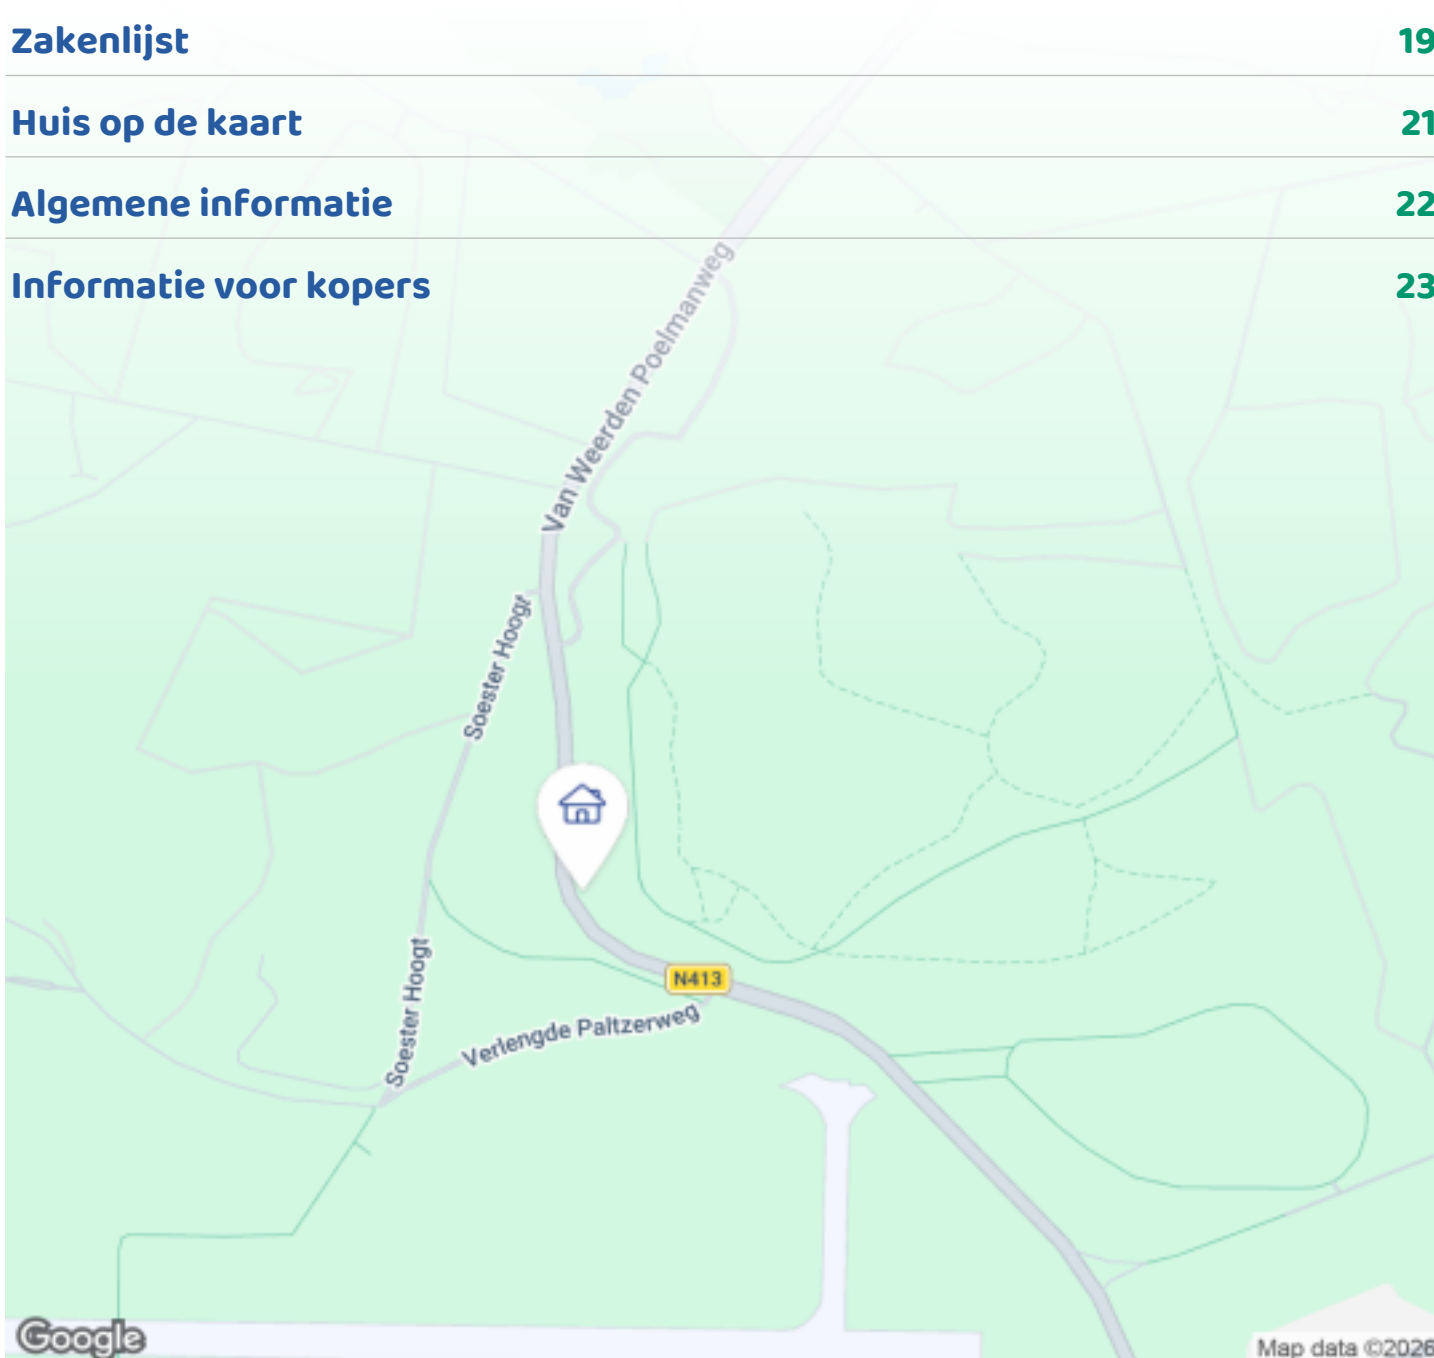 Zakenlijst 19
Huis op de kaart 21
Algemene informatie 22
Informatie voor kopers 23
Van Weerden Poelmanweg
Soester Hoogt
N413
Soester Hoogt
Verlengde Paltzerweg
Google
Map data ©2026